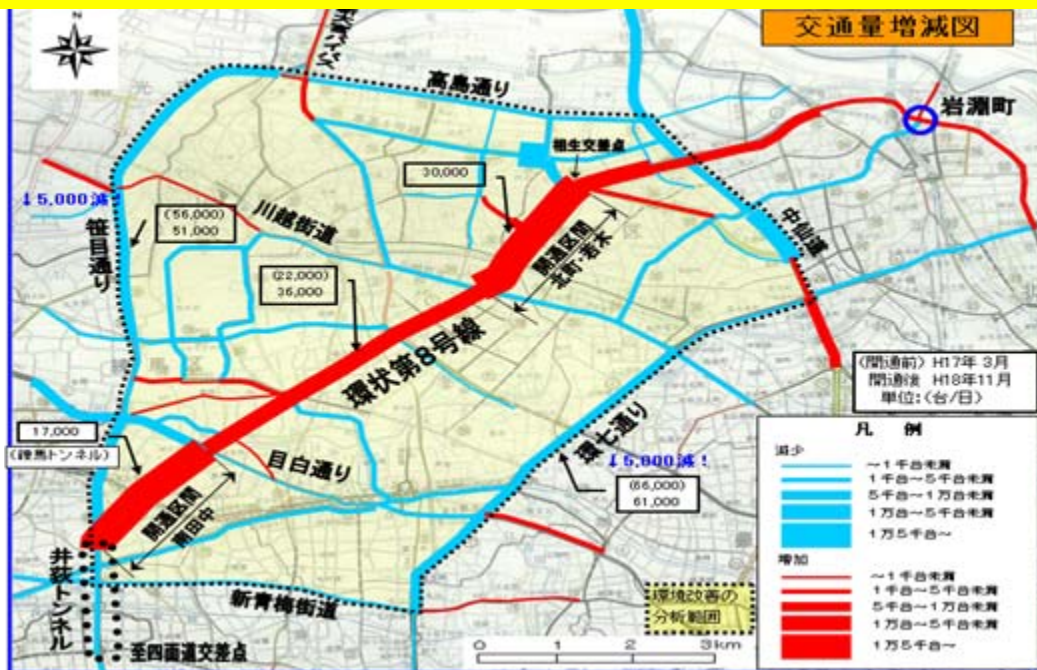 N
交通量増減図
高島通り
岩淵町
相生交差点
30,000
↓5,000減!
笹目通り
(56,000)
51,000
川越街道
中仙道
開通区間
北町・若木
(22,000)
36,000
環状第8号線
(開通前) H17年 3月
開通後 H18年11月
単位:(台/日)
17,000
(練馬トンネル)
目白通り
環七通り
↓5,000減!
(66,000)
61,000
開通区間
南田中
井荻トンネル
新青梅街道
至四面道交差点
環境改善の
分析範囲
0 1 2 3km
凡 例
減少
～1千台未満
1千台～5千台未満
5千台～1万台未満
1万台～5千台未満
1万5千台～
増加
～1千台未満
1千台～5千台未満
5千台～1万台未満
1万台～5千台未満
1万5千台～